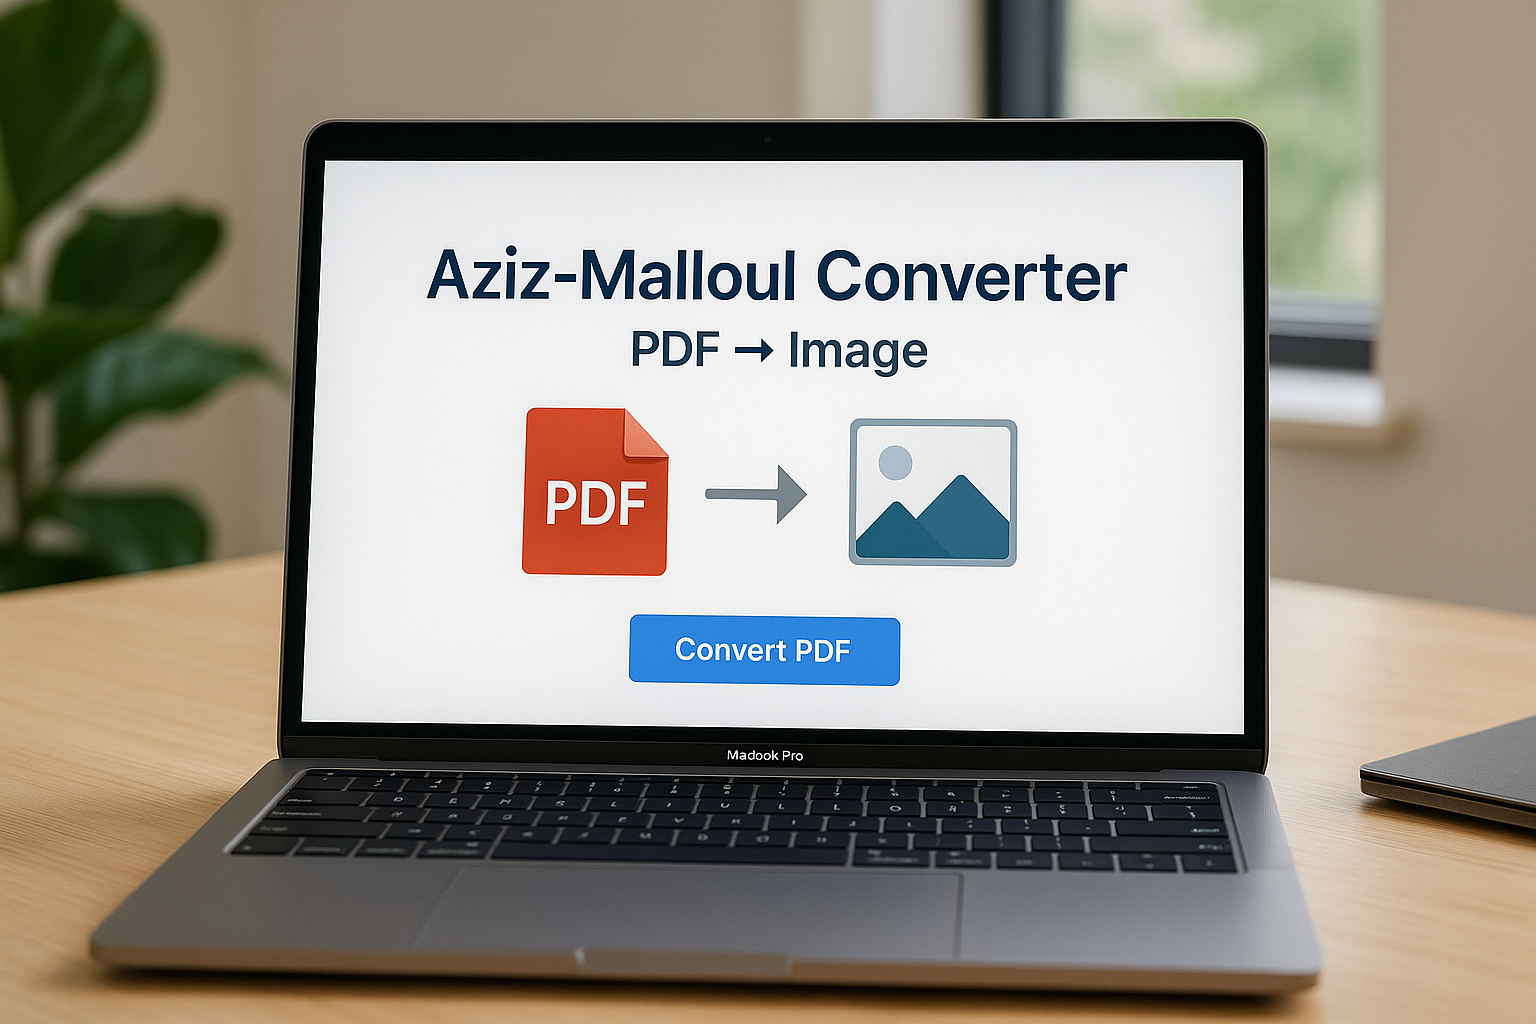 Aziz-Malloul Converter
PDF → Image
PDF
Convert PDF
Madook Pro